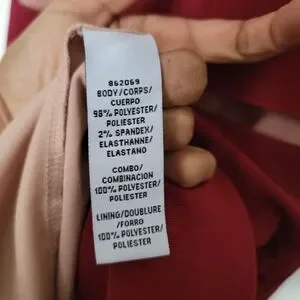 862069
BODY/CORPS/
CUERPO
98% POLYESTER/
POLIESTER
2% SPANDEX/
ELASTHANNE/
ELASTANO
COMBO/
COMBINACION
100% POLYESTER/
POLIESTER
LINING/DOUBLURE
/FORRO
100% POLYESTER/
POLIESTER